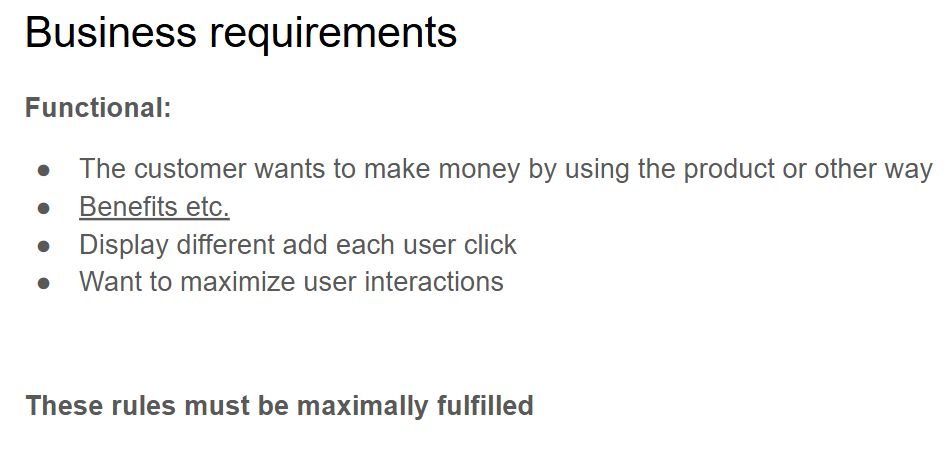 Business requirements
Functional:
● The customer wants to make money by using the product or other way
● Benefits etc.
● Display different add each user click
● Want to maximize user interactions
These rules must be maximally fulfilled